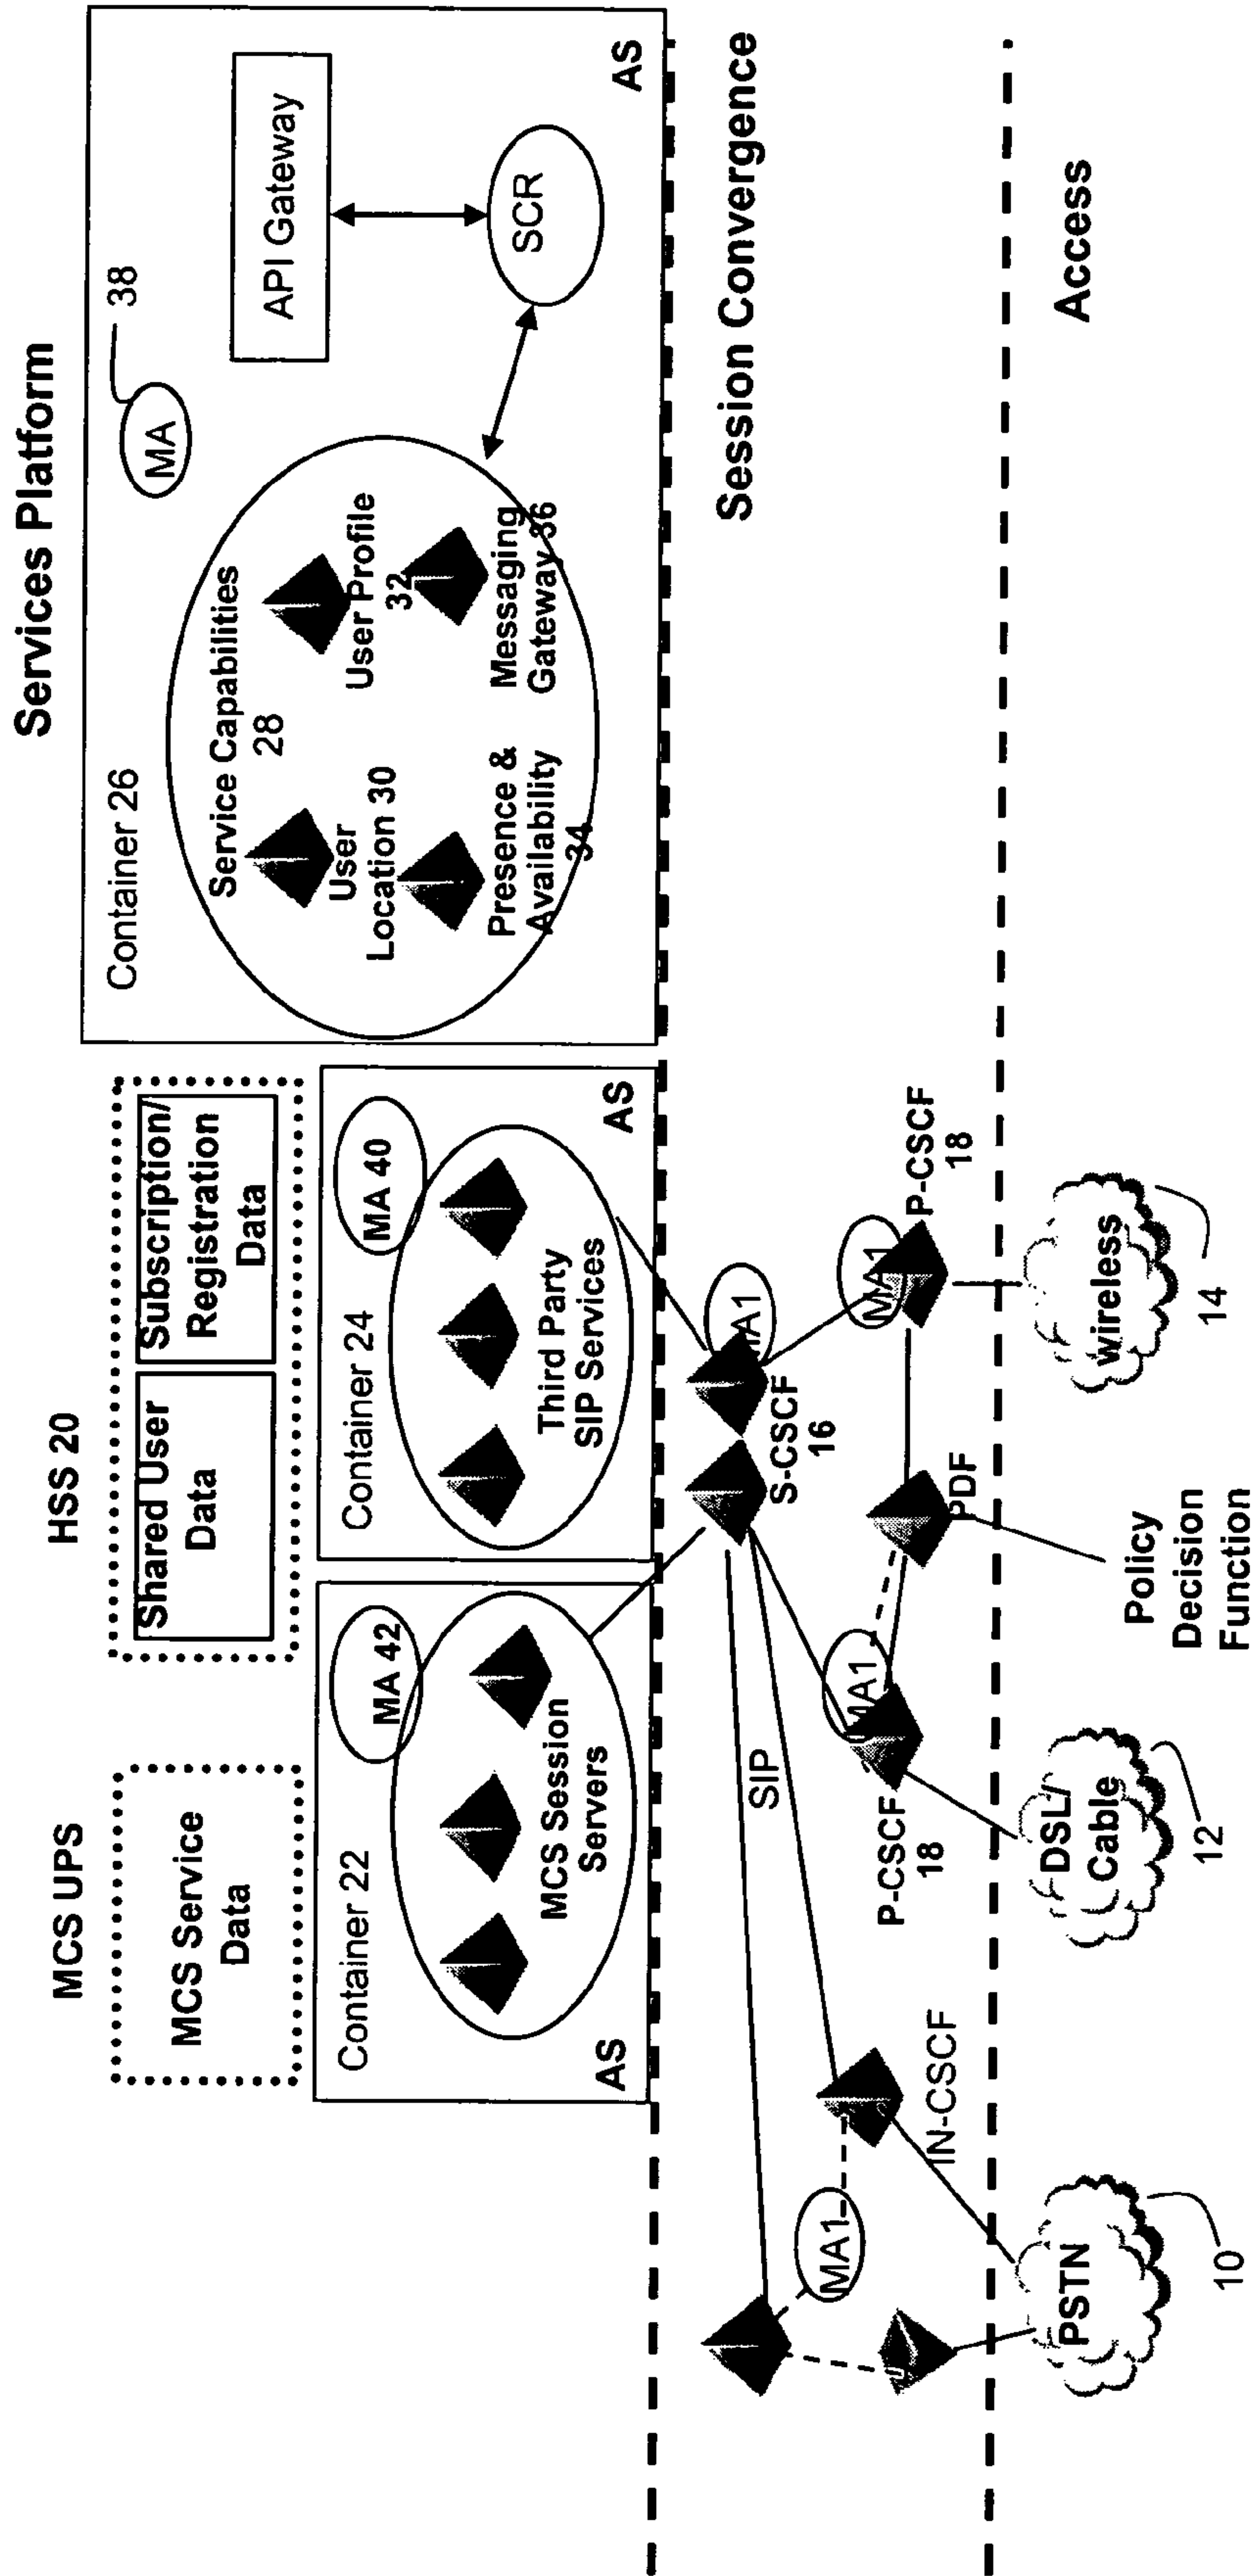 Services Platform
HSS 20
MCS UPS
MCS Service
Data
Shared User
Data
Subscription/
Registration
Data
Container 22
MA 42
MCS Session
Servers
AS
Container 24
MA 40
Third Party
SIP Services
AS
Container 26
Service Capabilities
28
User
Location 30
User Profile
32
Presence &
Availability
34
Messaging
Gateway 36
MA
38
API Gateway
SCR
AS
Session Convergence
SIP
S-CSCF
16
MA1
MA1
IN-CSCF
MA1
P-CSCF
18
MA1
PDF
P-CSCF
18
Access
PSTN
10
DSL/
Cable
12
Policy
Decision
Function
wireless
14